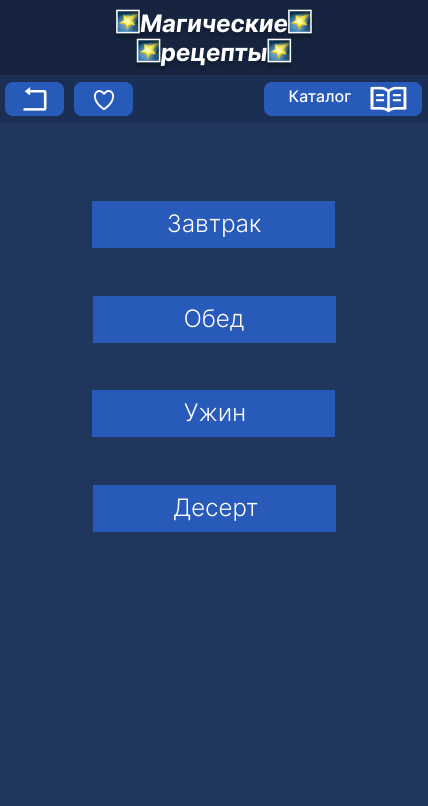 Магические
рецепты
Каталог
Завтрак
Обед
Ужин
Десерт